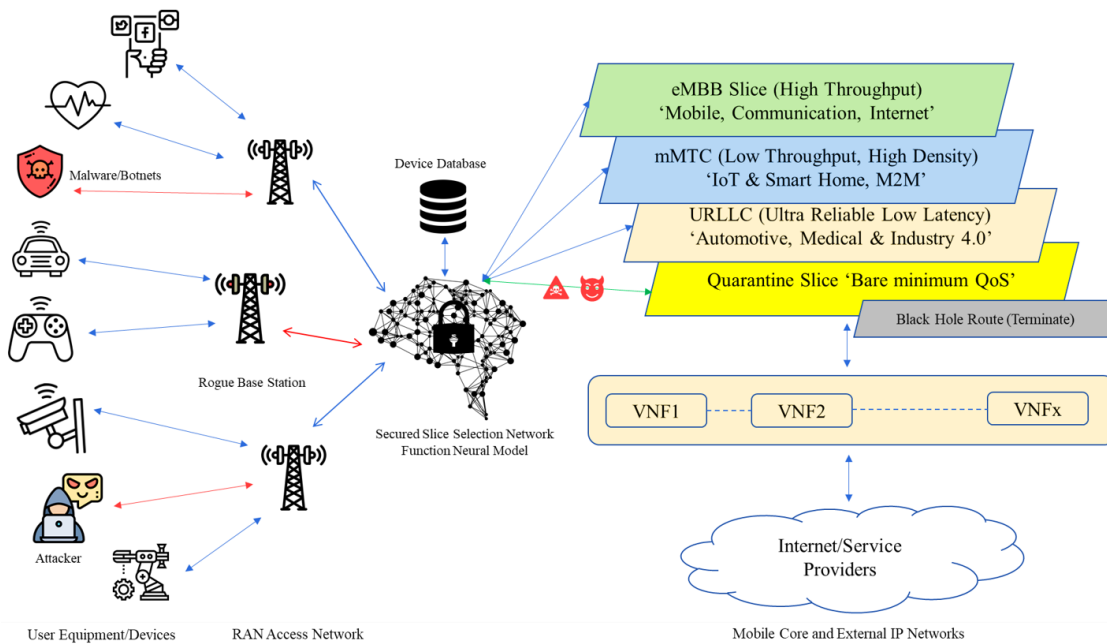 eMBB Slice (High Throughput)
‘Mobile, Communication, Internet’
mMTC (Low Throughput, High Density)
‘IoT & Smart Home, M2M’
URLLC (Ultra Reliable Low Latency)
‘Automotive, Medical & Industry 4.0’
Quarantine Slice ‘Bare minimum QoS’
Black Hole Route (Terminate)
Device Database
Malware/Botnets
Rogue Base Station
Secured Slice Selection Network
Function Neural Model
VNF1
VNF2
VNFx
Attacker
Internet/Service
Providers
User Equipment/Devices
RAN Access Network
Mobile Core and External IP Networks